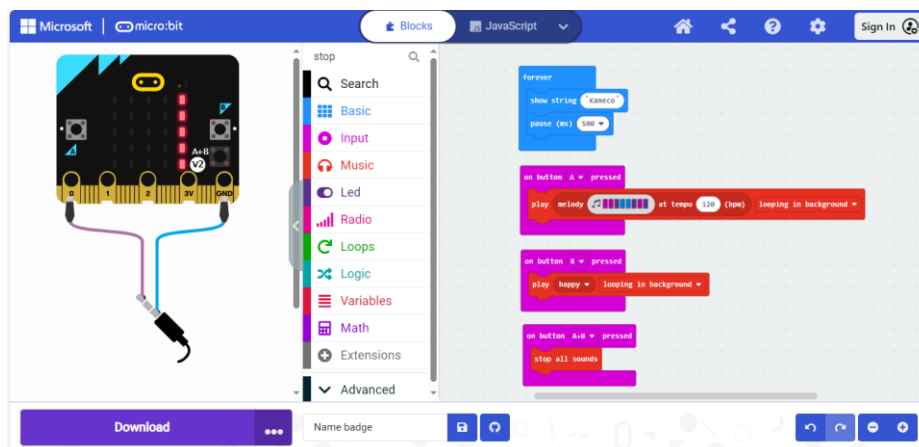 Microsoft micro:bit Blocks JavaScript Sign In
A B
A+B
V2
0 1 2 3V GND
stop
Search
Basic
Input
Music
Led
Radio
Loops
Logic
Variables
Math
Extensions
Advanced
forever
show string "Kameco"
pause (ms) 500
on button A pressed
play melody at tempo 120 (bpm) looping in background
on button B pressed
play happy looping in background
on button A+B pressed
stop all sounds
Download ••• Name badge